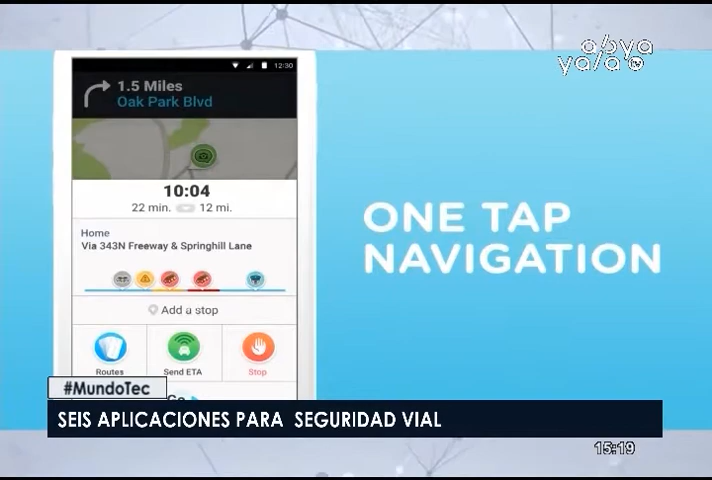 abya
yala tv
12:30
1.5 Miles
Oak Park Blvd
10:04
22 min. 12 mi.
Home
Via 343N Freeway & Springhill Lane
Add a stop
Routes
Send ETA
Stop
Go
ONE TAP
NAVIGATION
#MundoTec
SEIS APLICACIONES PARA SEGURIDAD VIAL
15:19